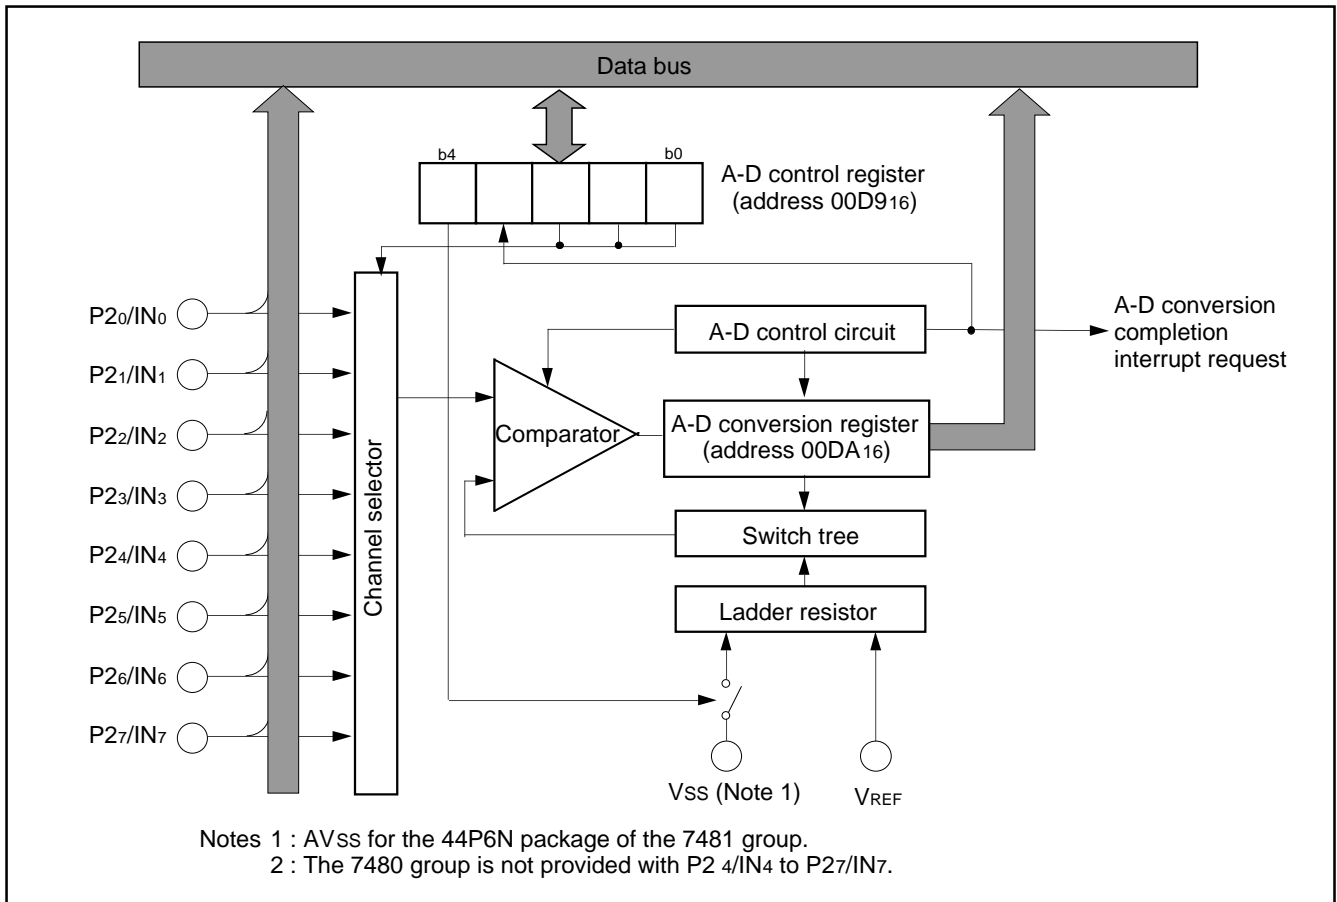 Data bus
b4
b0
A-D control register
(address 00D916)
P20/IN0
P21/IN1
P22/IN2
P23/IN3
P24/IN4
P25/IN5
P26/IN6
P27/IN7
Channel selector
Comparator
A-D control circuit
A-D conversion register
(address 00DA16)
Switch tree
Ladder resistor
A-D conversion
completion
interrupt request
VSS (Note 1)
VREF
Notes 1 : AVSS for the 44P6N package of the 7481 group.
2 : The 7480 group is not provided with P2 4/IN4 to P27/IN7.